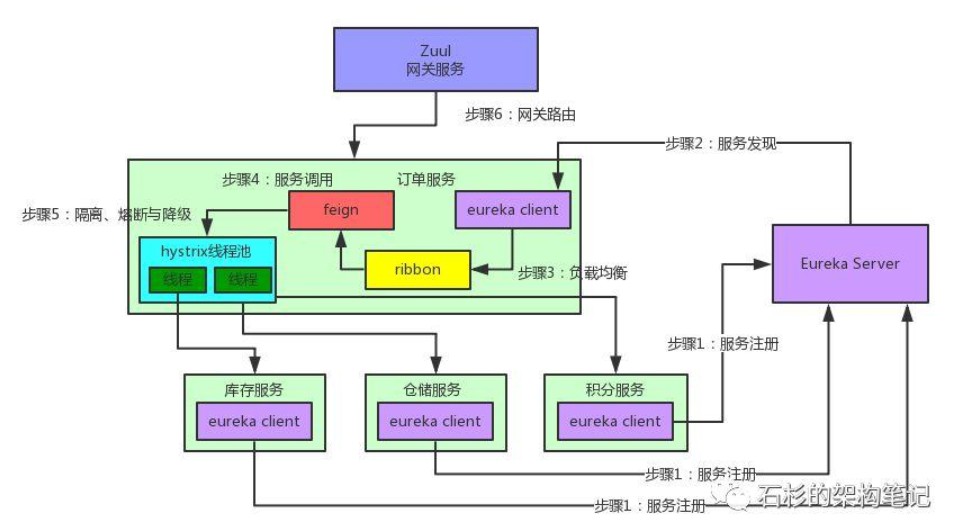 Zuul
网关服务
步骤6：网关路由
步骤2：服务发现
步骤4：服务调用
订单服务
步骤5：隔离、熔断与降级
feign
eureka client
hystrix线程池
线程
线程
ribbon
步骤3：负载均衡
Eureka Server
步骤1：服务注册
库存服务
仓储服务
积分服务
eureka client
eureka client
eureka client
步骤1：服务注册
步骤1：服务注册
石杉的架构笔记